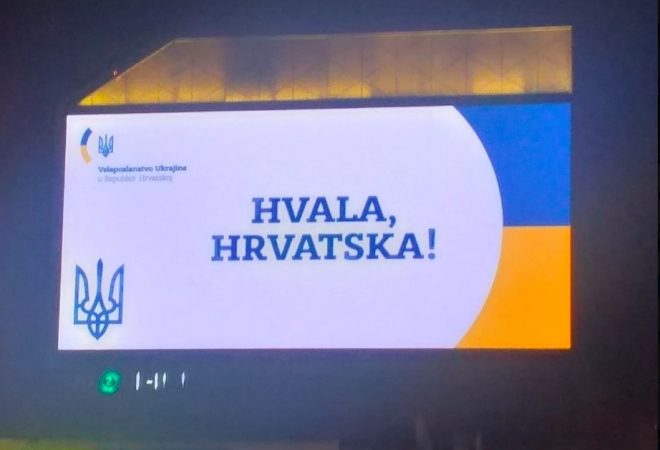 Veleposlanstvo Ukrajine
u Republici Hrvatskoj
HVALA,
HRVATSKA!